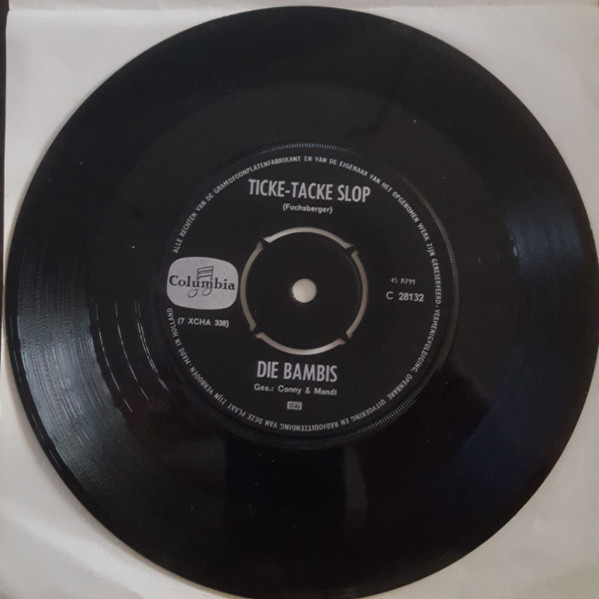 ALLE RECHTEN VAN DE GRAMOFOONPLATENFABRIKANT EN VAN DE EIGENAAR VAN HET OPGENOMEN WERK ZIJN GERESERVEERD. VERMENIGVULDIGING, OPENBARE UITVOERING EN RADIOUITZENDING VAN DEZE PLAAT ZIJN VERBODEN - MADE IN HOLLAND
TICKE-TACKE SLOP
(Fuchsberger)
Columbia
45 RPM
C 28132
(7 XCHA 338)
DIE BAMBIS
Ges.: Conny & Mandi